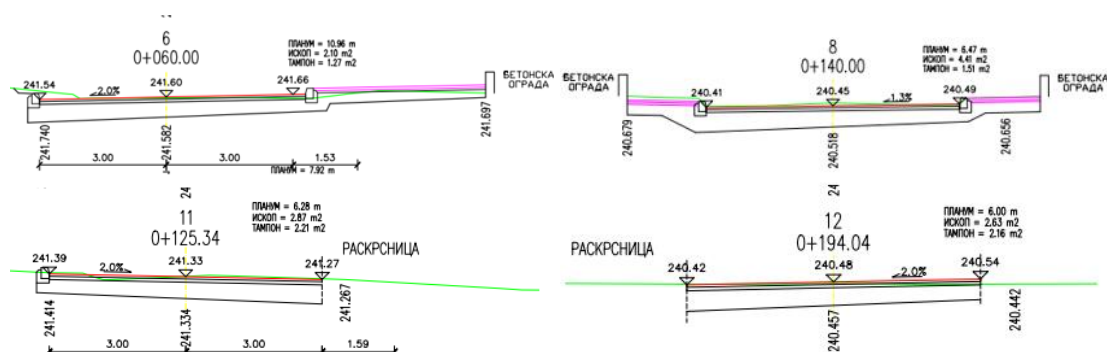 6
0+060.00
ПЛАНУМ = 10.96 m
ИСКОП = 2.10 m2
ТАМПОН = 1.27 m2
241.54
2.0%
241.60
241.66
БЕТОНСКА
ОГРАДА
241.740
241.582
241.697
3.00
3.00
1.53
ПЛАНУМ = 7.92 m
8
0+140.00
ПЛАНУМ = 6.47 m
ИСКОП = 4.41 m2
ТАМПОН = 1.51 m2
БЕТОНСКА
ОГРАДА
240.41
240.45
1.3%
240.49
БЕТОНСКА
ОГРАДА
240.679
240.518
240.656
24
11
0+125.34
ПЛАНУМ = 6.28 m
ИСКОП = 2.87 m2
ТАМПОН = 2.21 m2
РАСКРСНИЦА
241.39
2.0%
241.33
241.27
241.414
241.334
241.267
3.00
3.00
1.59
24
12
0+194.04
ПЛАНУМ = 6.00 m
ИСКОП = 2.63 m2
ТАМПОН = 2.16 m2
РАСКРСНИЦА
240.42
240.48
2.0%
240.54
240.457
240.442